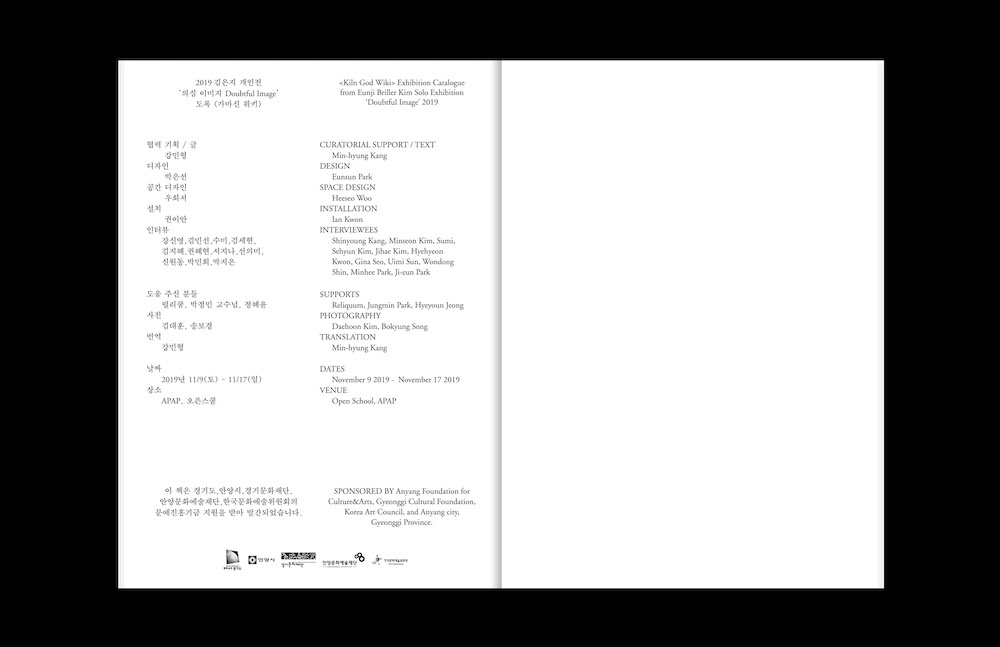 2019 김은지 개인전
‘의심 이미지 Doubtful Image’
도록 <가마신 위키>
협력 기획 / 글
강민형
디자인
박은선
공간 디자인
우희서
설치
권이안
인터뷰
강신영,김민선,수미,김세현,
김지혜,권혜현,서지나,선의미,
신원동,박민희,박지은
도움 주신 분들
릴리쿰, 박정민 교수님, 정혜윤
사진
김대훈, 송보경
번역
강민형
날짜
2019년 11/9(토) - 11/17(일)
장소
APAP, 오픈스쿨
이 책은 경기도,안양시,경기문화재단,
안양문화예술재단,한국문화예술위원회의
문예진흥기금 지원을 받아 발간되었습니다.
<Kiln God Wiki> Exhibition Catalogue
from Eunji Briller Kim Solo Exhibition
‘Doubtful Image’ 2019
CURATORIAL SUPPORT / TEXT
Min-hyung Kang
DESIGN
Eunsun Park
SPACE DESIGN
Heeseo Woo
INSTALLATION
Ian Kwon
INTERVIEWEES
Shinyoung Kang, Minseon Kim, Sumi,
Sehyun Kim, Jihae Kim, Hyehyeon
Kwon, Gina Seo, Uimi Sun, Wondong
Shin, Minhee Park, Ji-eun Park
SUPPORTS
Reliquum, Jungmin Park, Hyeyoun Jeong
PHOTOGRAPHY
Daehoon Kim, Bokyung Song
TRANSLATION
Min-hyung Kang
DATES
November 9 2019 - November 17 2019
VENUE
Open School, APAP
SPONSORED BY Anyang Foundation for
Culture&Arts, Gyeonggi Cultural Foundation,
Korea Art Council, and Anyang city,
Gyeonggi Province.
안양시
경기문화재단
안양문화예술재단